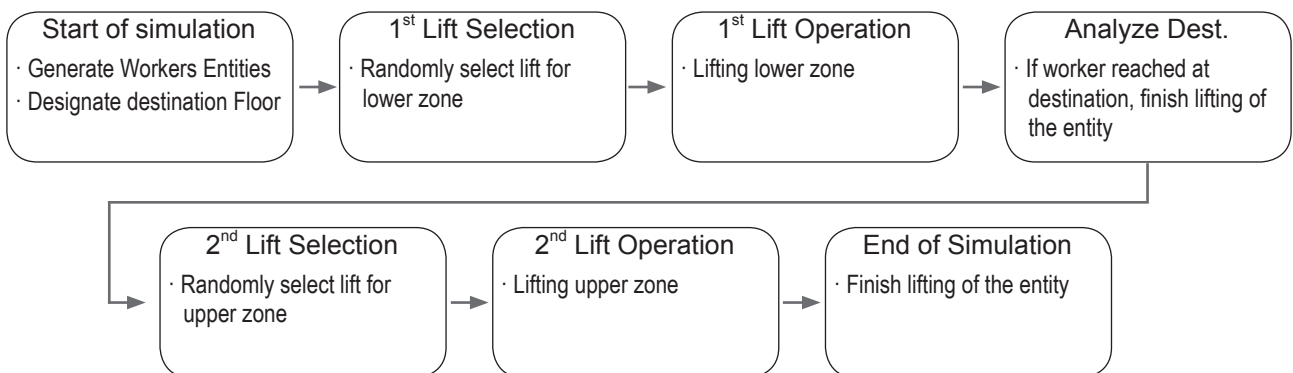 Start of simulation
· Generate Workers Entities
· Designate destination Floor
1st Lift Selection
· Randomly select lift for
lower zone
1st Lift Operation
· Lifting lower zone
Analyze Dest.
· If worker reached at
destination, finish lifting of
the entity
2nd Lift Selection
· Randomly select lift for
upper zone
2nd Lift Operation
· Lifting upper zone
End of Simulation
· Finish lifting of the entity